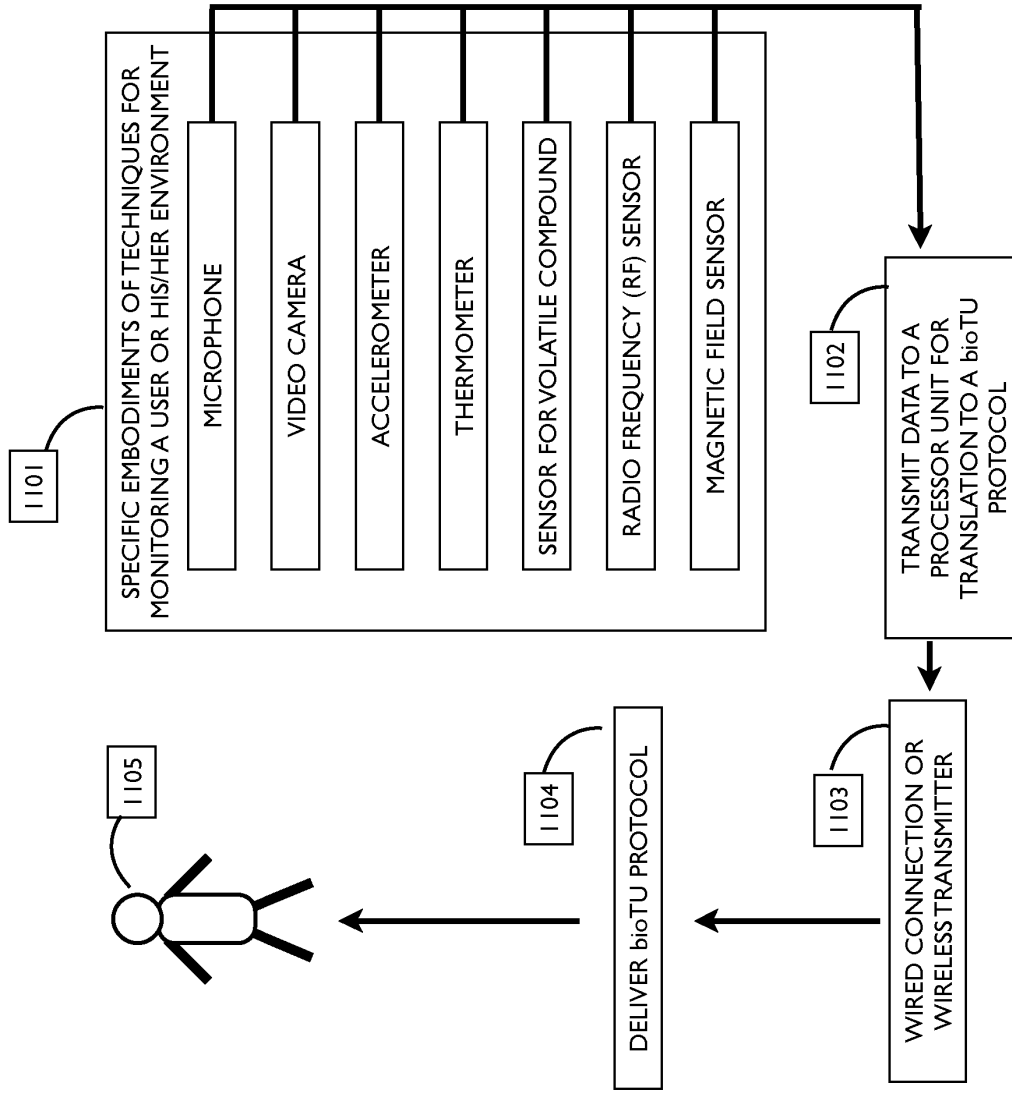 1101
SPECIFIC EMBODIMENTS OF TECHNIQUES FOR
MONITORING A USER OR HIS/HER ENVIRONMENT
MICROPHONE
VIDEO CAMERA
ACCELEROMETER
THERMOMETER
SENSOR FOR VOLATILE COMPOUND
RADIO FREQUENCY (RF) SENSOR
MAGNETIC FIELD SENSOR
1102
TRANSMIT DATA TO A
PROCESSOR UNIT FOR
TRANSLATION TO A bioTU
PROTOCOL
1103
WIRED CONNECTION OR
WIRELESS TRANSMITTER
1104
DELIVER bioTU PROTOCOL
1105